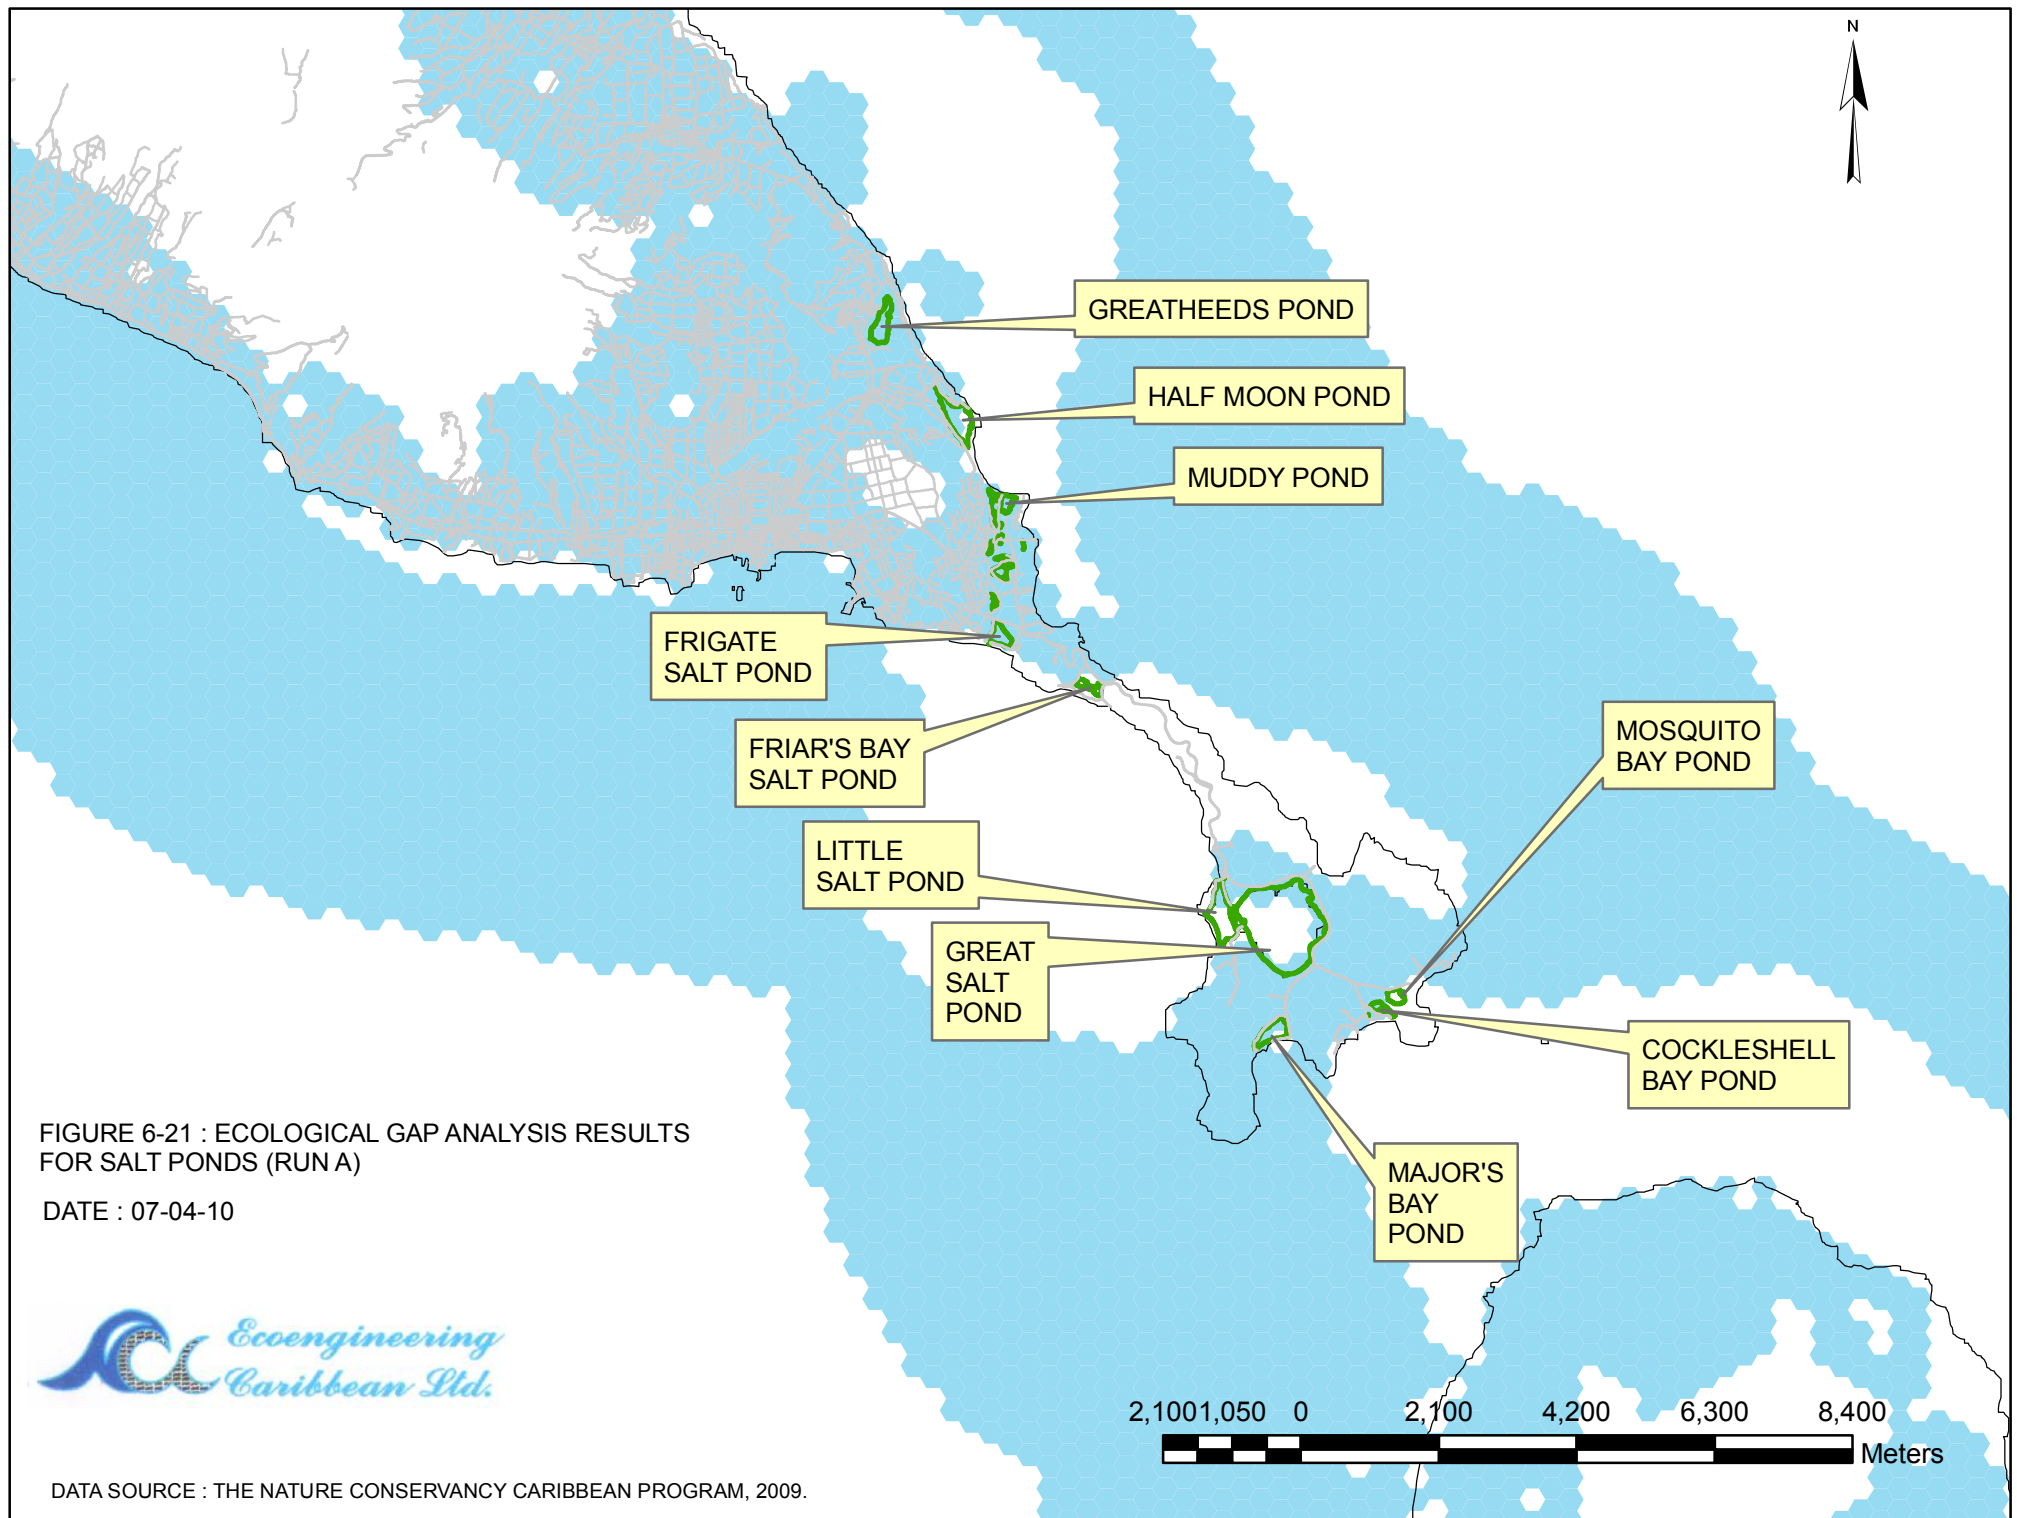 N
GREATHEEDS POND
HALF MOON POND
MUDDY POND
FRIGATE
SALT POND
FRIAR'S BAY
SALT POND
MOSQUITO
BAY POND
LITTLE
SALT POND
GREAT
SALT
POND
COCKLESHELL
BAY POND
MAJOR'S
BAY
POND
FIGURE 6-21 : ECOLOGICAL GAP ANALYSIS RESULTS
FOR SALT PONDS (RUN A)
DATE : 07-04-10
Ecoengineering
Caribbean Ltd.
2,100 1,050 0 2,100 4,200 6,300 8,400
Meters
DATA SOURCE : THE NATURE CONSERVANCY CARIBBEAN PROGRAM, 2009.